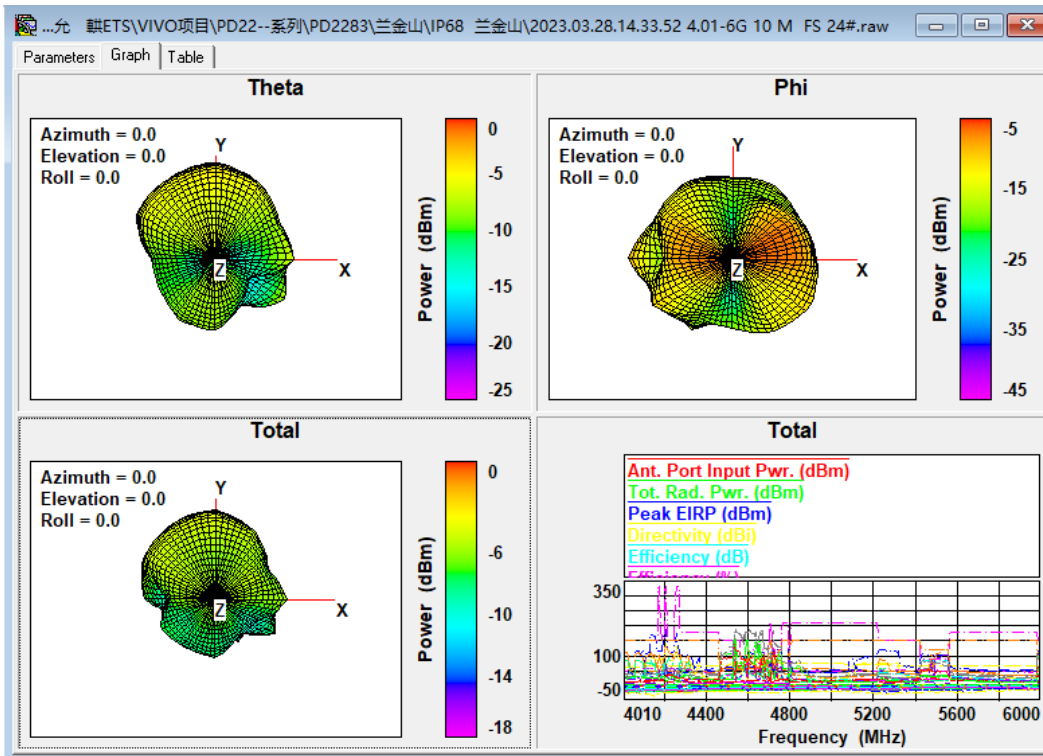 ...允 麒ETS\VIVO项目\PD22--系列\PD2283\兰金山\IP68 兰金山\2023.03.28.14.33.52 4.01-6G 10 M FS 24#.raw
Parameters Graph Table
Theta
Azimuth = 0.0
Elevation = 0.0
Roll = 0.0
Y
X
Z
0
-5
-10
-15
-20
-25
Power (dBm)
Phi
Azimuth = 0.0
Elevation = 0.0
Roll = 0.0
Y
X
Z
-5
-15
-25
-35
-45
Power (dBm)
Total
Azimuth = 0.0
Elevation = 0.0
Roll = 0.0
Y
X
Z
0
-6
-10
-14
-18
Power (dBm)
Total
Ant. Port Input Pwr. (dBm)
Tot. Rad. Pwr. (dBm)
Peak EIRP (dBm)
Directivity (dBi)
Efficiency (dB)
Efficiency (%)
350
100
-50
4010 4400 4800 5200 5600 6000
Frequency (MHz)